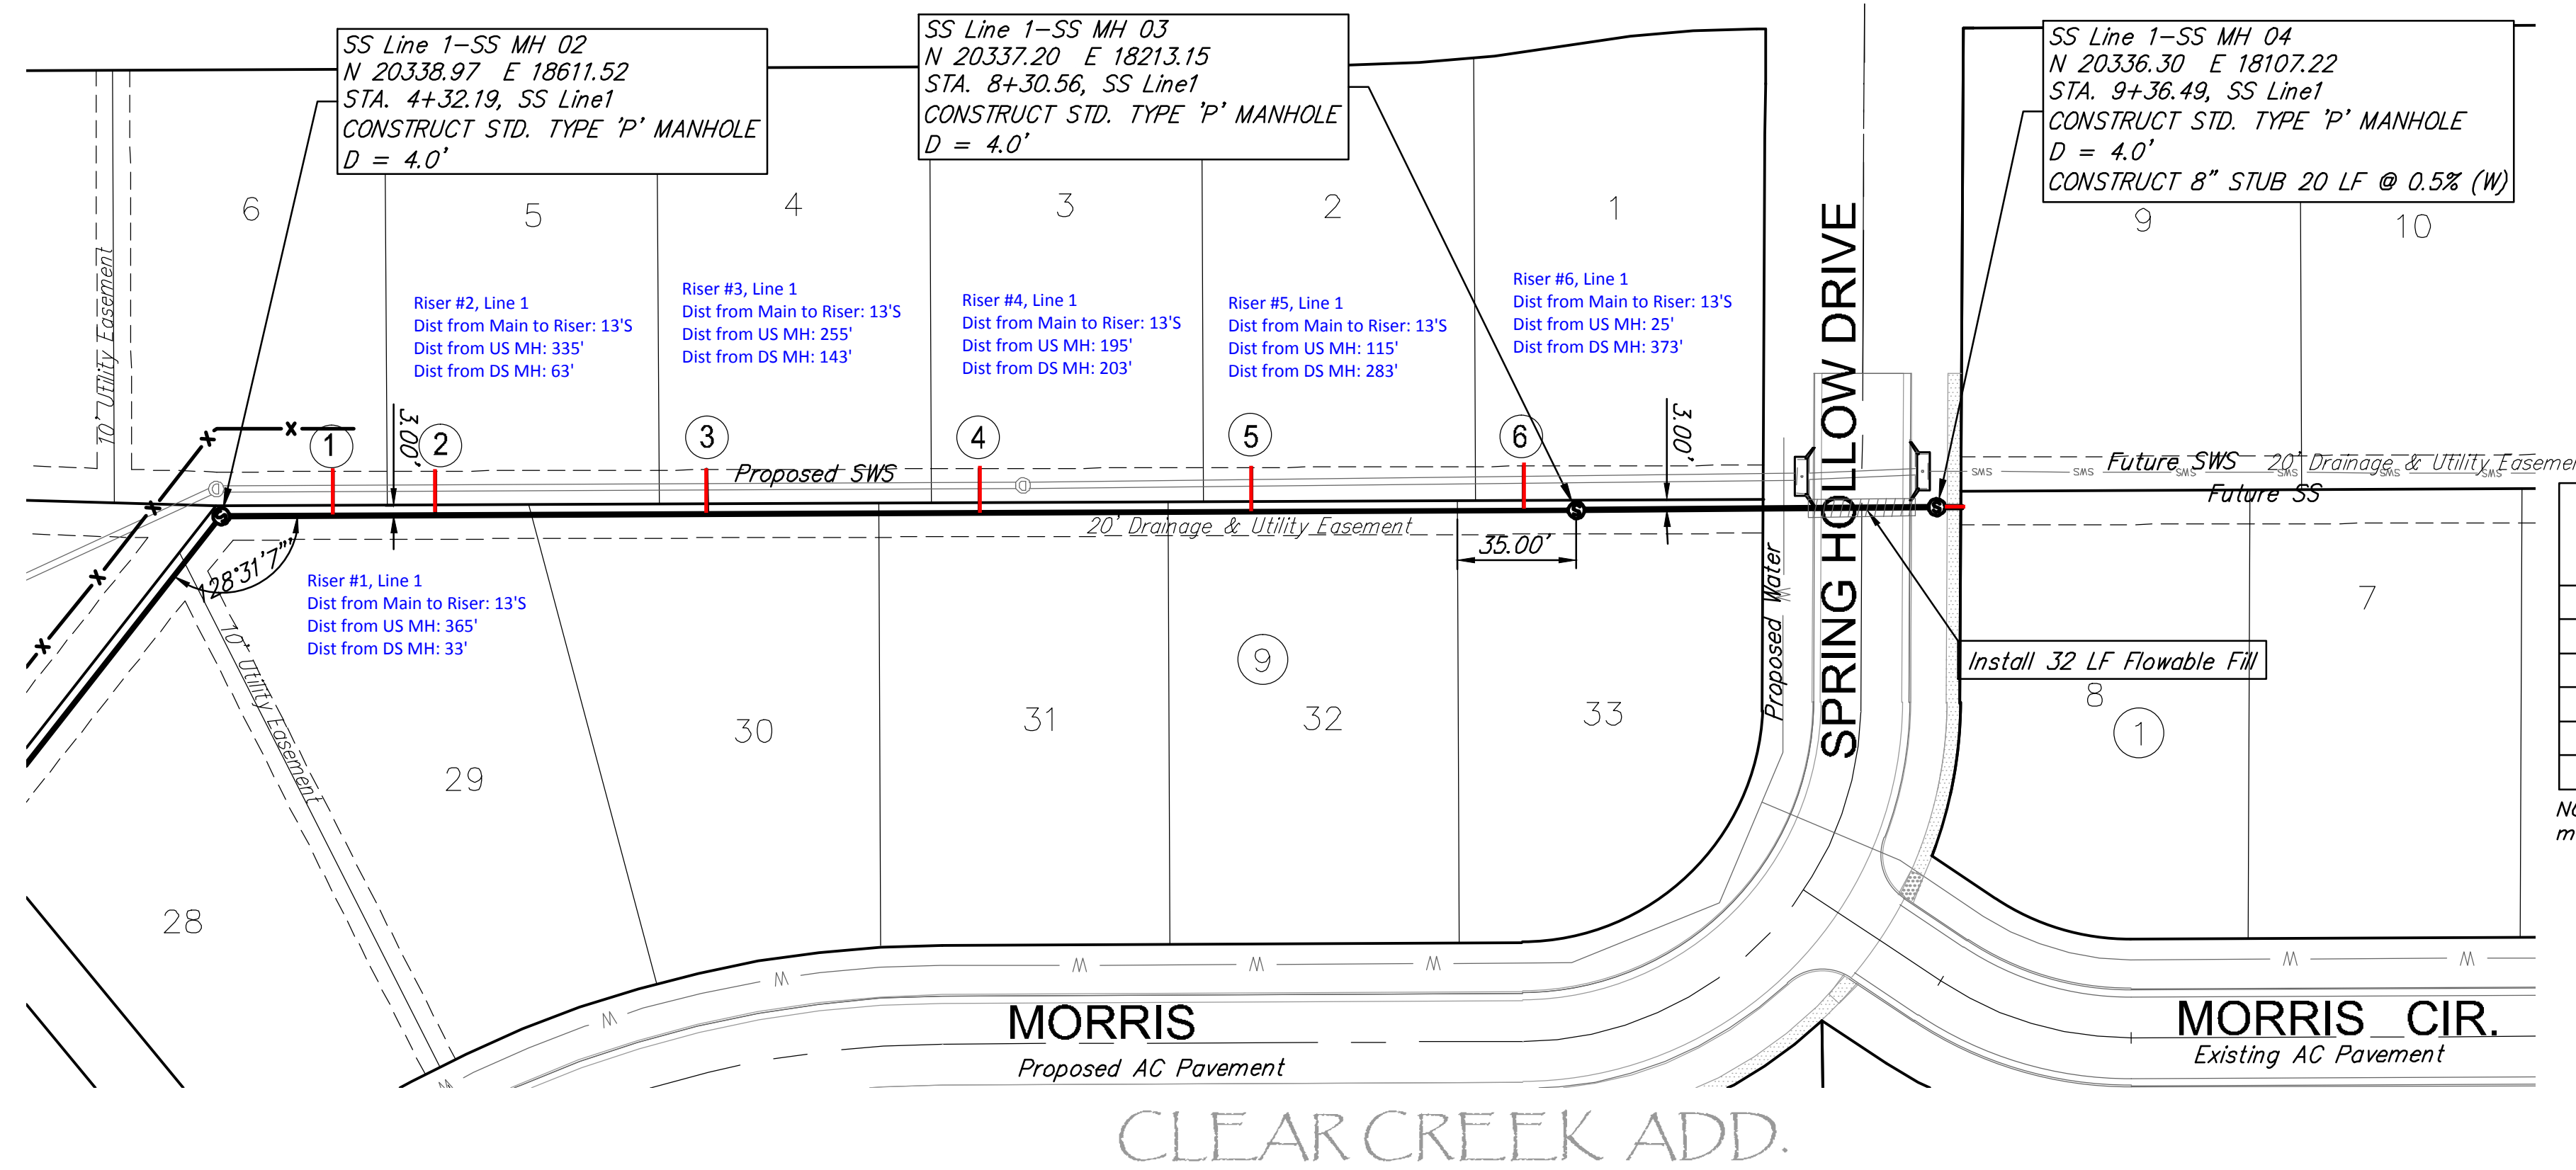 SS Line 1-SS MH 02
N 20338.97 E 18611.52
STA. 4+32.19, SS Line1
CONSTRUCT STD. TYPE 'P' MANHOLE
D = 4.0'
SS Line 1-SS MH 03
N 20337.20 E 18213.15
STA. 8+30.56, SS Line1
CONSTRUCT STD. TYPE 'P' MANHOLE
D = 4.0'
SS Line 1-SS MH 04
N 20336.30 E 18107.22
STA. 9+36.49, SS Line1
CONSTRUCT STD. TYPE 'P' MANHOLE
D = 4.0'
CONSTRUCT 8" STUB 20 LF @ 0.5% (W)
6
5
4
3
2
1
9
10
10' Utility Easement
Riser #2, Line 1
Dist from Main to Riser: 13'S
Dist from US MH: 335'
Dist from DS MH: 63'
Riser #3, Line 1
Dist from Main to Riser: 13'S
Dist from US MH: 255'
Dist from DS MH: 143'
Riser #4, Line 1
Dist from Main to Riser: 13'S
Dist from US MH: 195'
Dist from DS MH: 203'
Riser #5, Line 1
Dist from Main to Riser: 13'S
Dist from US MH: 115'
Dist from DS MH: 283'
Riser #6, Line 1
Dist from Main to Riser: 13'S
Dist from US MH: 25'
Dist from DS MH: 373'
SPRING HOLLOW DRIVE
x
x
x
x
x
1
3.00'
2
3
4
5
6
3.00'
D
D
Proposed SWS
SWS
SWS
Future SWS
SWS
SWS
SWS
SWS
20' Drainage & Utility Easemen
Future SS
S
S
S
20' Drainage & Utility Easement
35.00'
128°31'7"
Riser #1, Line 1
Dist from Main to Riser: 13'S
Dist from US MH: 365'
Dist from DS MH: 33'
10' Utility Easement
Proposed Water
W
Install 32 LF Flowable Fill
9
7
8
1
28
29
30
31
32
33
NO
m
W
W
W
W
W
W
W
W
MORRIS
Proposed AC Pavement
MORRIS CIR.
Existing AC Pavement
CLEAR CREEK ADD.